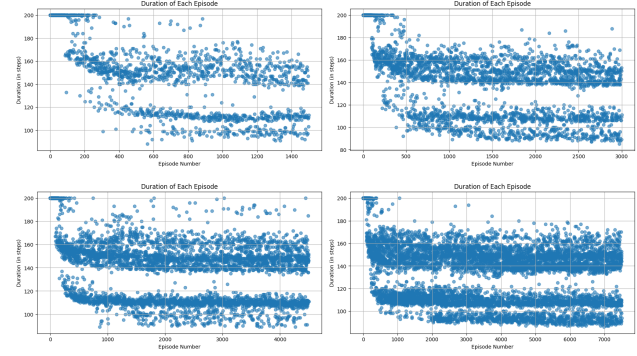 Duration of Each Episode
Duration (in steps)
200
180
160
140
120
100
0 200 400 600 800 1000 1200 1400
Episode Number
Duration of Each Episode
Duration (in steps)
200
180
160
140
120
100
80
0 500 1000 1500 2000 2500 3000
Episode Number
Duration of Each Episode
Duration (in steps)
200
180
160
140
120
100
0 1000 2000 3000 4000
Episode Number
Duration of Each Episode
Duration (in steps)
200
180
160
140
120
100
0 1000 2000 3000 4000 5000 6000 7000
Episode Number